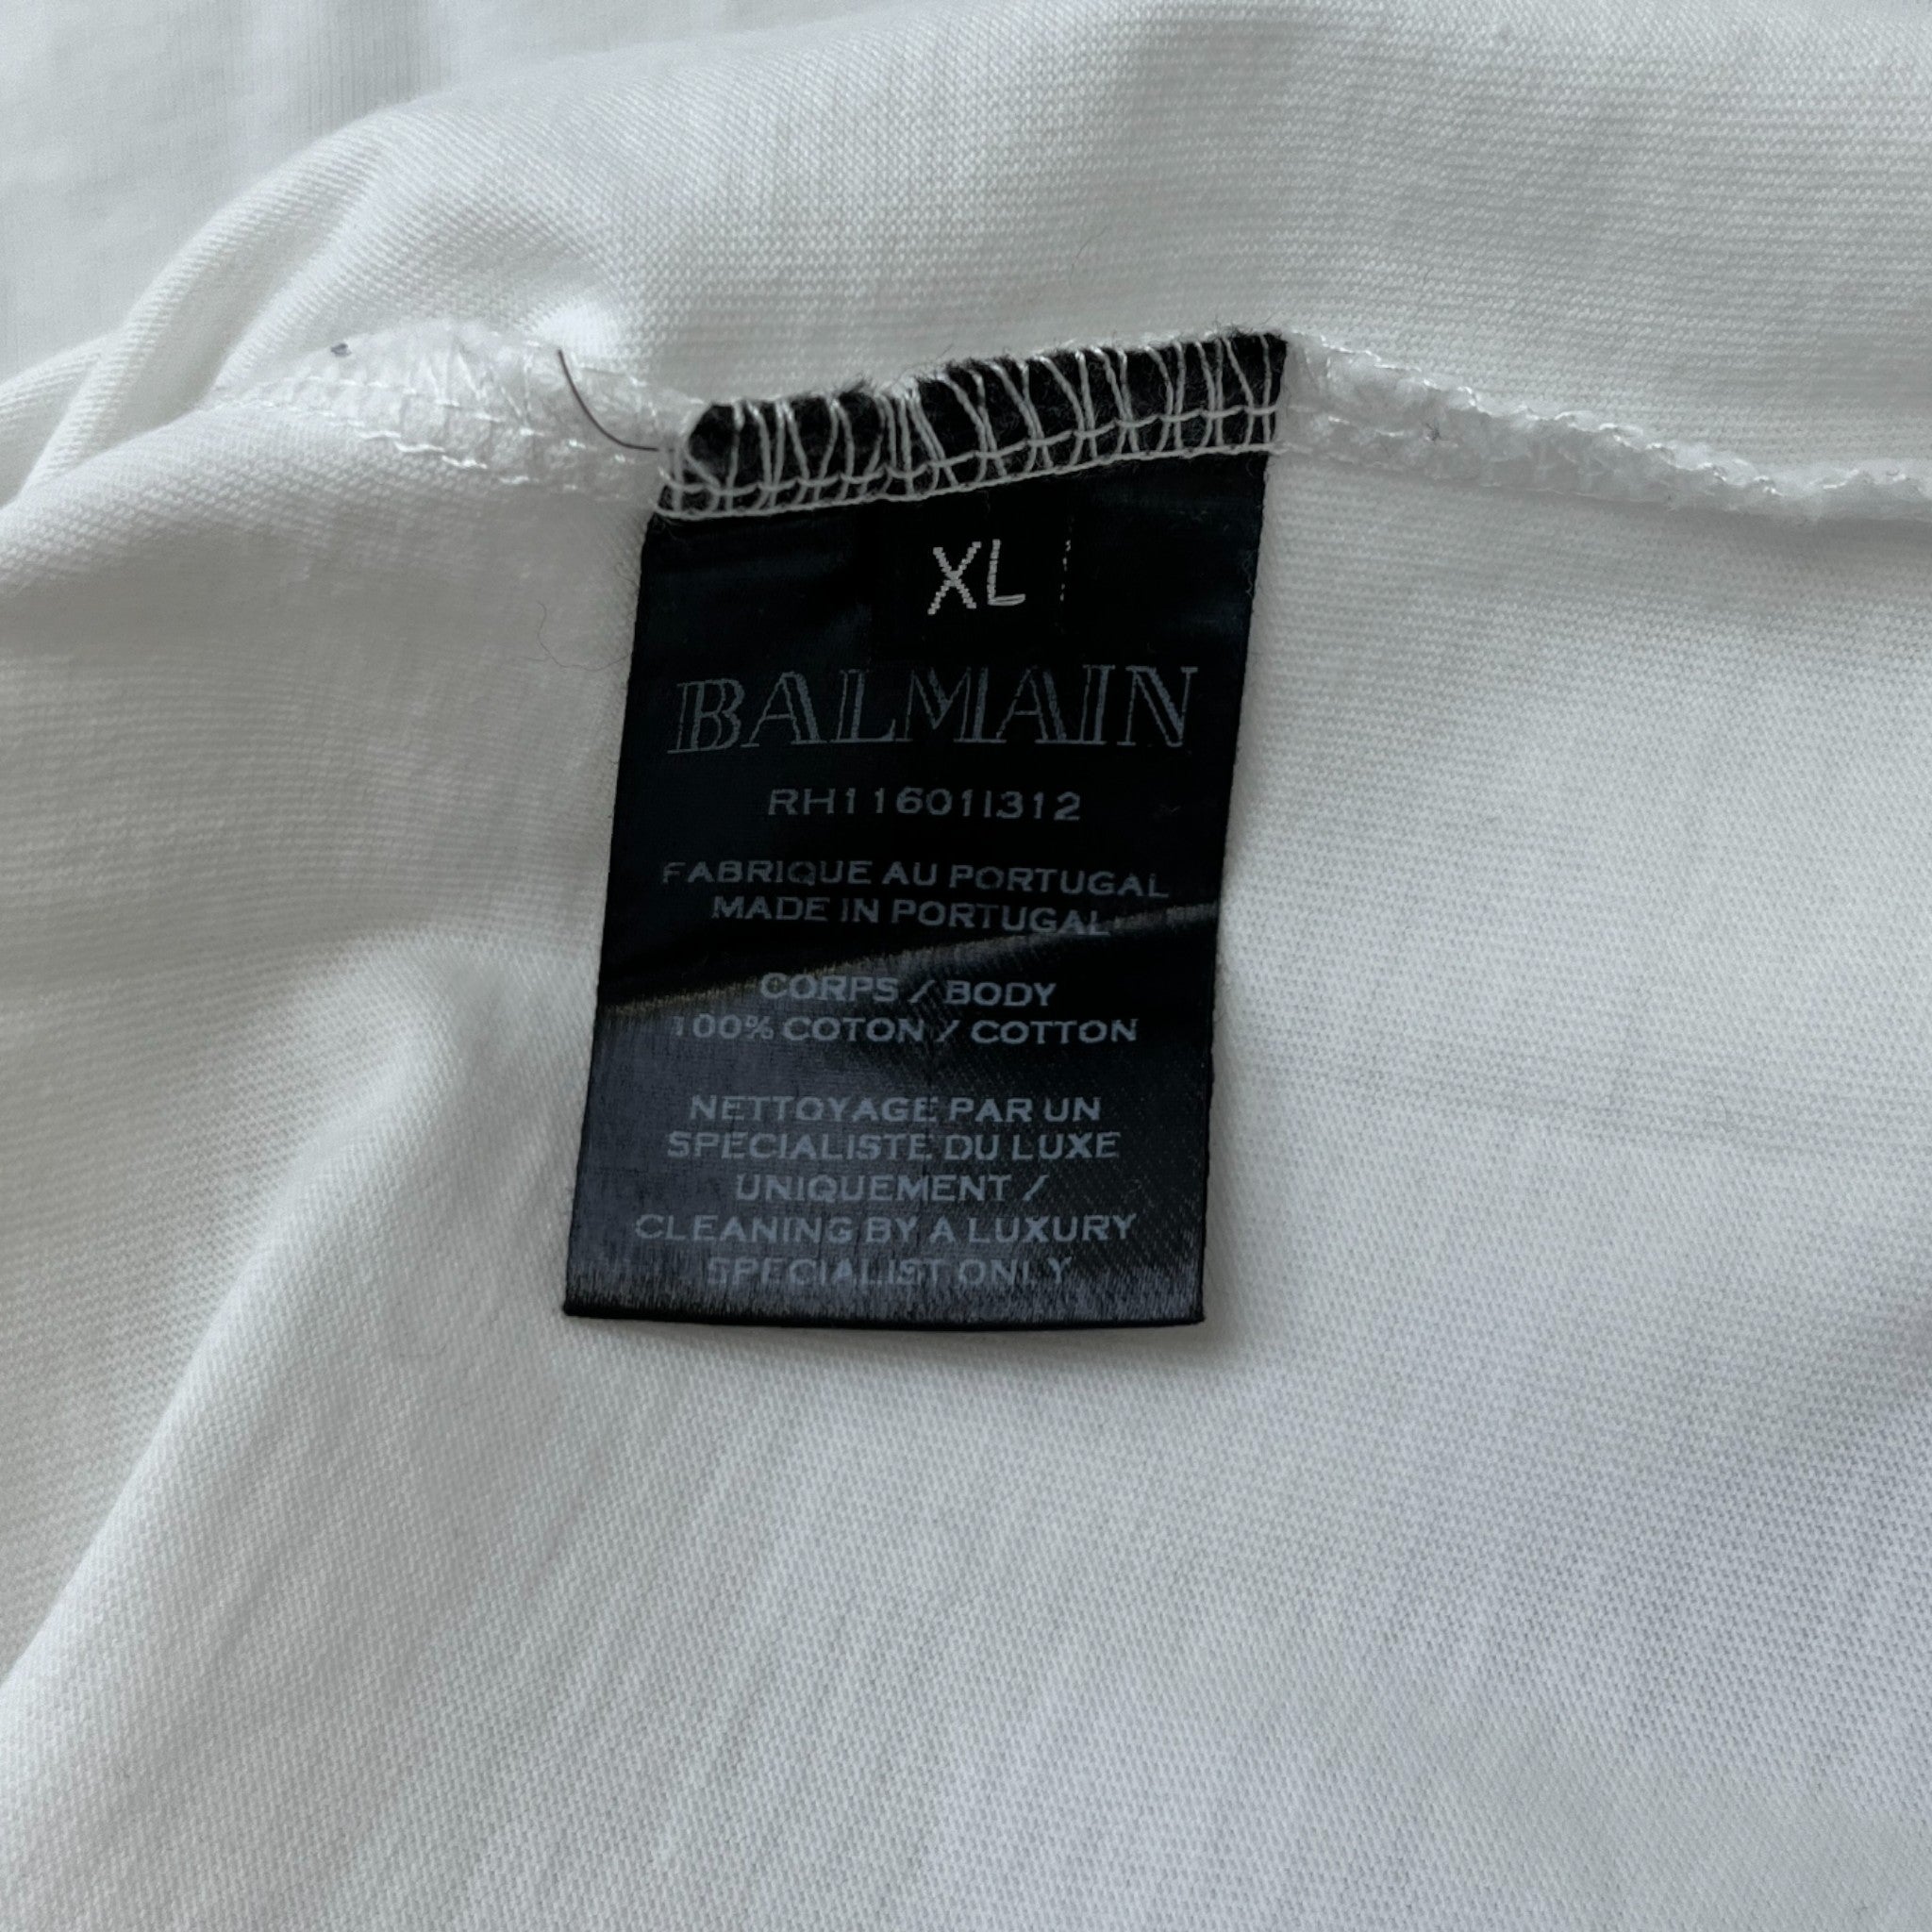 XL
BALMAIN
RH11601I312
FABRIQUE AU PORTUGAL
MADE IN PORTUGAL
CORPS / BODY
100% COTON / COTTON
NETTOYAGE PAR UN
SPECIALISTE DU LUXE
UNIQUEMENT /
CLEANING BY A LUXURY
SPECIALIST ONLY